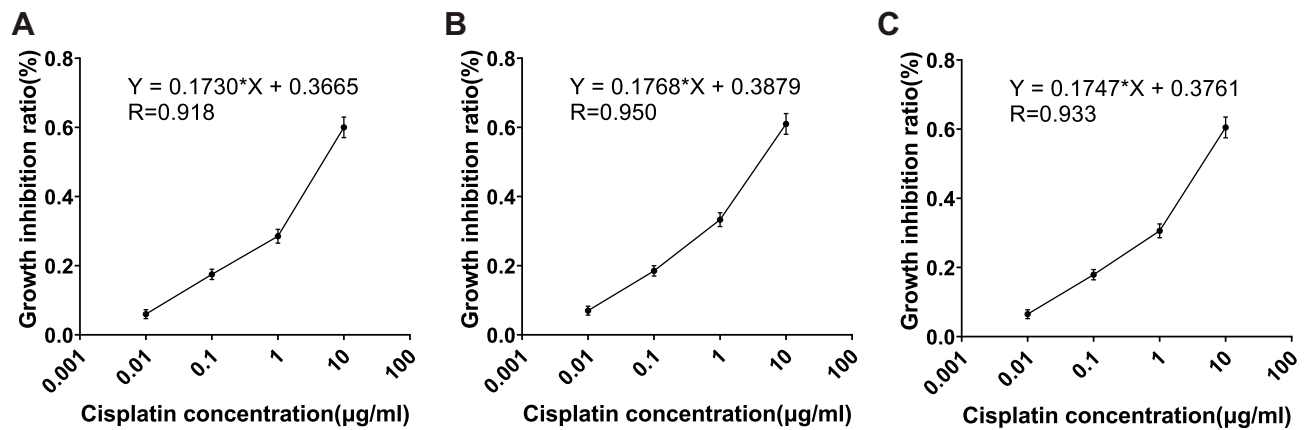 A
Growth inhibition ratio(%)
0.8
0.6
0.4
0.2
0.0
Y = 0.1730*X + 0.3665
R=0.918
0.001
0.01
0.1
1
10
100
Cisplatin concentration(µg/ml)
B
Growth inhibition ratio(%)
0.8
0.6
0.4
0.2
0.0
Y = 0.1768*X + 0.3879
R=0.950
0.001
0.01
0.1
1
10
100
Cisplatin concentration(µg/ml)
C
Growth inhibition ratio(%)
0.8
0.6
0.4
0.2
0.0
Y = 0.1747*X + 0.3761
R=0.933
0.001
0.01
0.1
1
10
100
Cisplatin concentration(µg/ml)